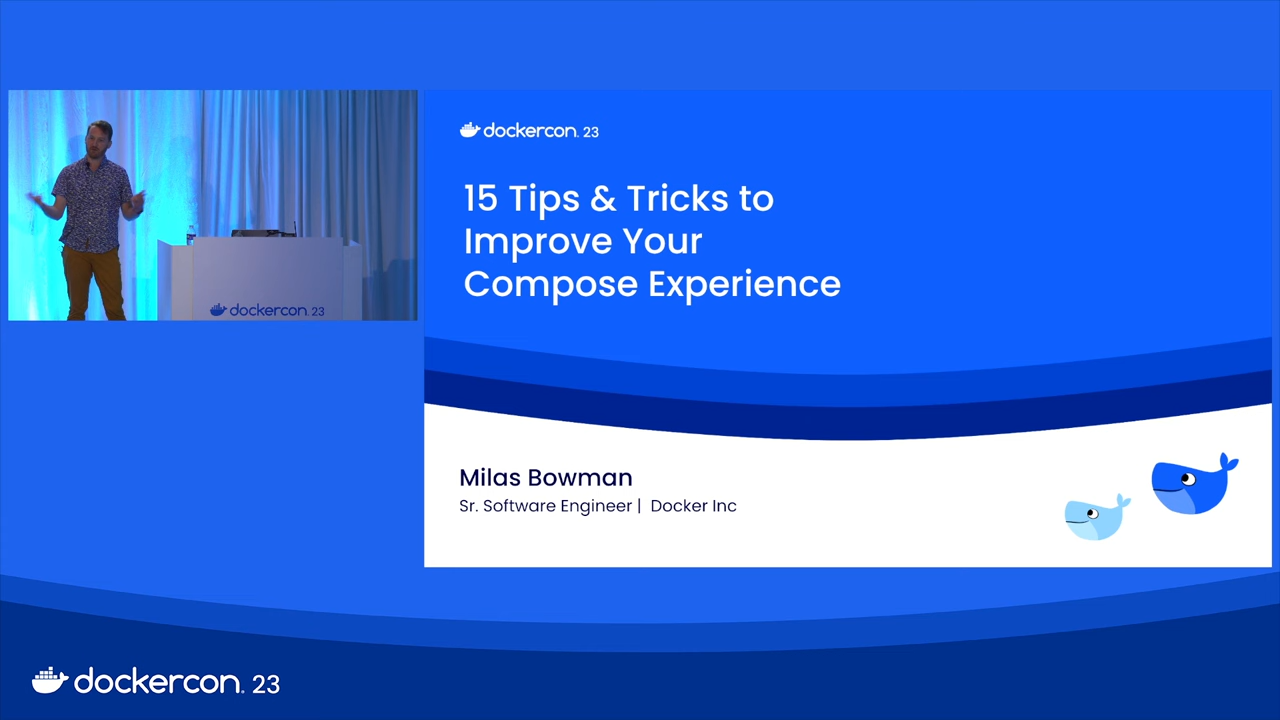 dockercon. 23
dockercon. 23
15 Tips & Tricks to
Improve Your
Compose Experience
Milas Bowman
Sr. Software Engineer | Docker Inc
dockercon. 23